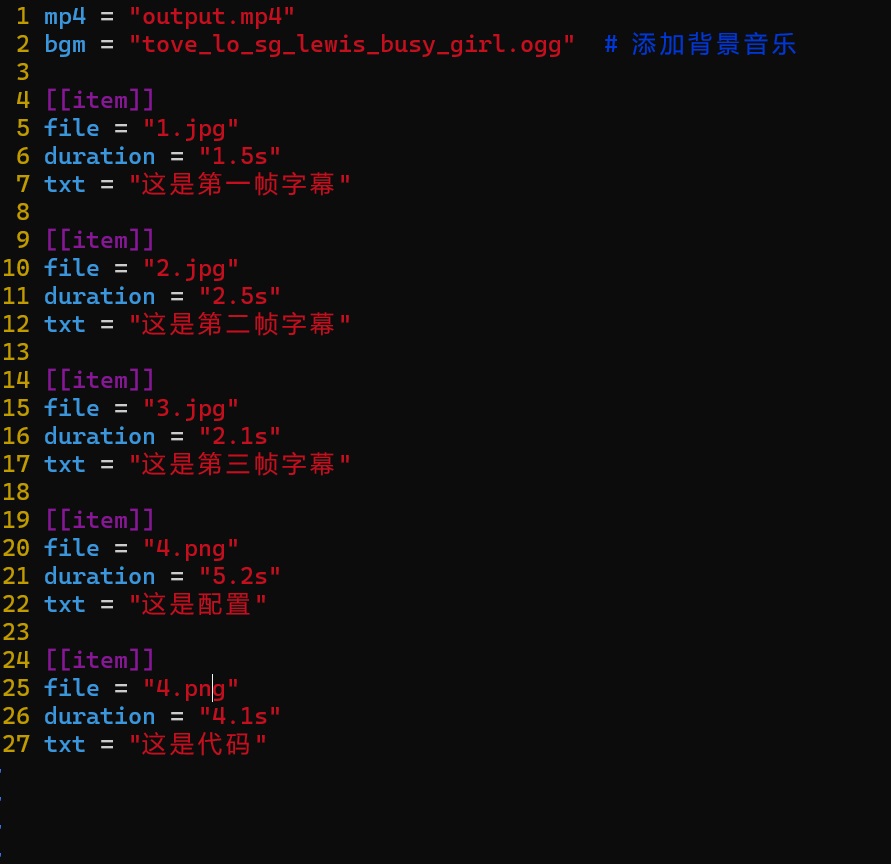 1 mp4 = "output.mp4"
2 bgm = "tove_lo_sg_lewis_busy_girl.ogg"  # 添加背景音乐
3
4 [[item]]
5 file = "1.jpg"
6 duration = "1.5s"
7 txt = "这是第一帧字幕"
8
9 [[item]]
10 file = "2.jpg"
11 duration = "2.5s"
12 txt = "这是第二帧字幕"
13
14 [[item]]
15 file = "3.jpg"
16 duration = "2.1s"
17 txt = "这是第三帧字幕"
18
19 [[item]]
20 file = "4.png"
21 duration = "5.2s"
22 txt = "这是配置"
23
24 [[item]]
25 file = "4.png"
26 duration = "4.1s"
27 txt = "这是代码"